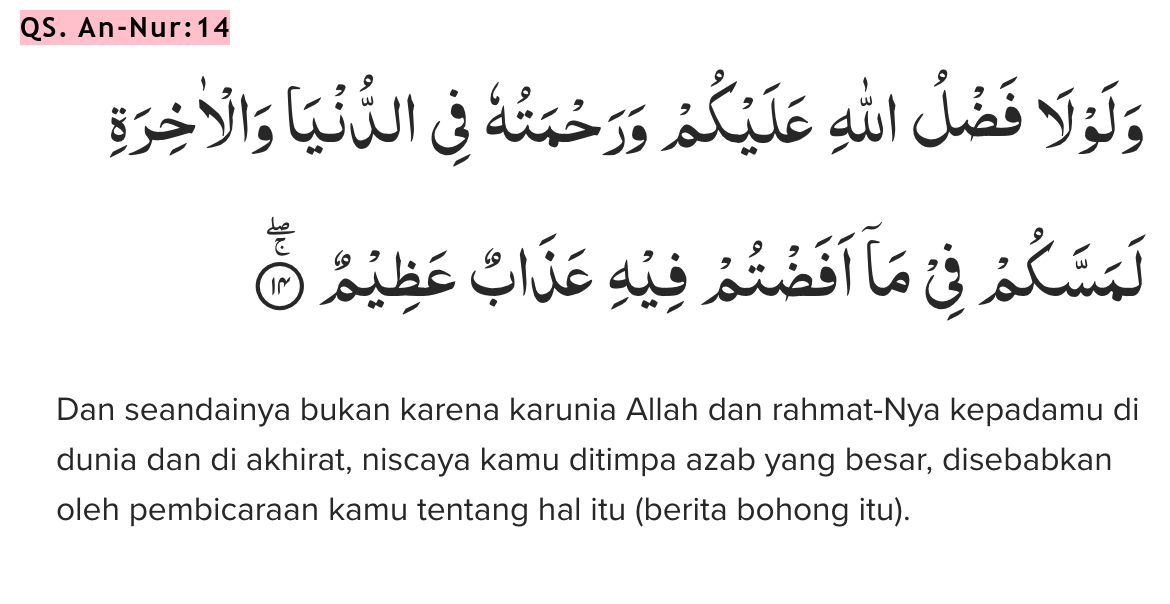 QS. An-Nur:14
وَلَوْلَا فَضْلُ اللّٰهِ عَلَيْكُمْ وَرَحْمَتُهٗ فِى الدُّنْيَا وَالْاٰخِرَةِ
لَمَسَّكُمْ فِيْ مَآ اَفَضْتُمْ فِيْهِ عَذَابٌ عَظِيْمٌ ۝١٤ۖۚ
Dan seandainya bukan karena karunia Allah dan rahmat-Nya kepadamu di
dunia dan di akhirat, niscaya kamu ditimpa azab yang besar, disebabkan
oleh pembicaraan kamu tentang hal itu (berita bohong itu).